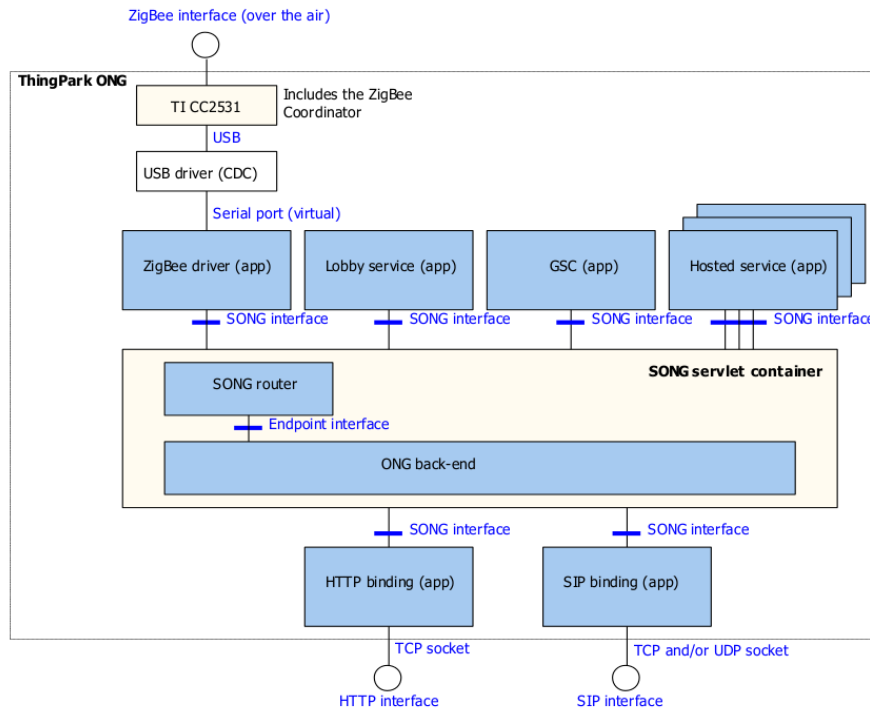 ZigBee interface (over the air)
ThingPark ONG
TI CC2531
Includes the ZigBee
Coordinator
USB
USB driver (CDC)
Serial port (virtual)
ZigBee driver (app)
Lobby service (app)
GSC (app)
Hosted service (app)
SONG interface
SONG interface
SONG interface
SONG interface
SONG servlet container
SONG router
Endpoint interface
ONG back-end
SONG interface
SONG interface
HTTP binding (app)
SIP binding (app)
TCP socket
TCP and/or UDP socket
HTTP interface
SIP interface